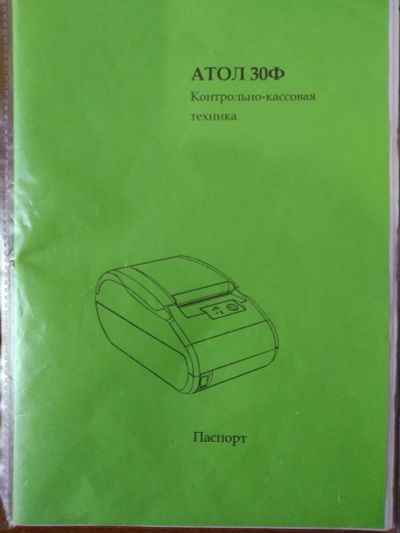 АТОЛ 30Ф
Контрольно-кассовая
техника
Паспорт